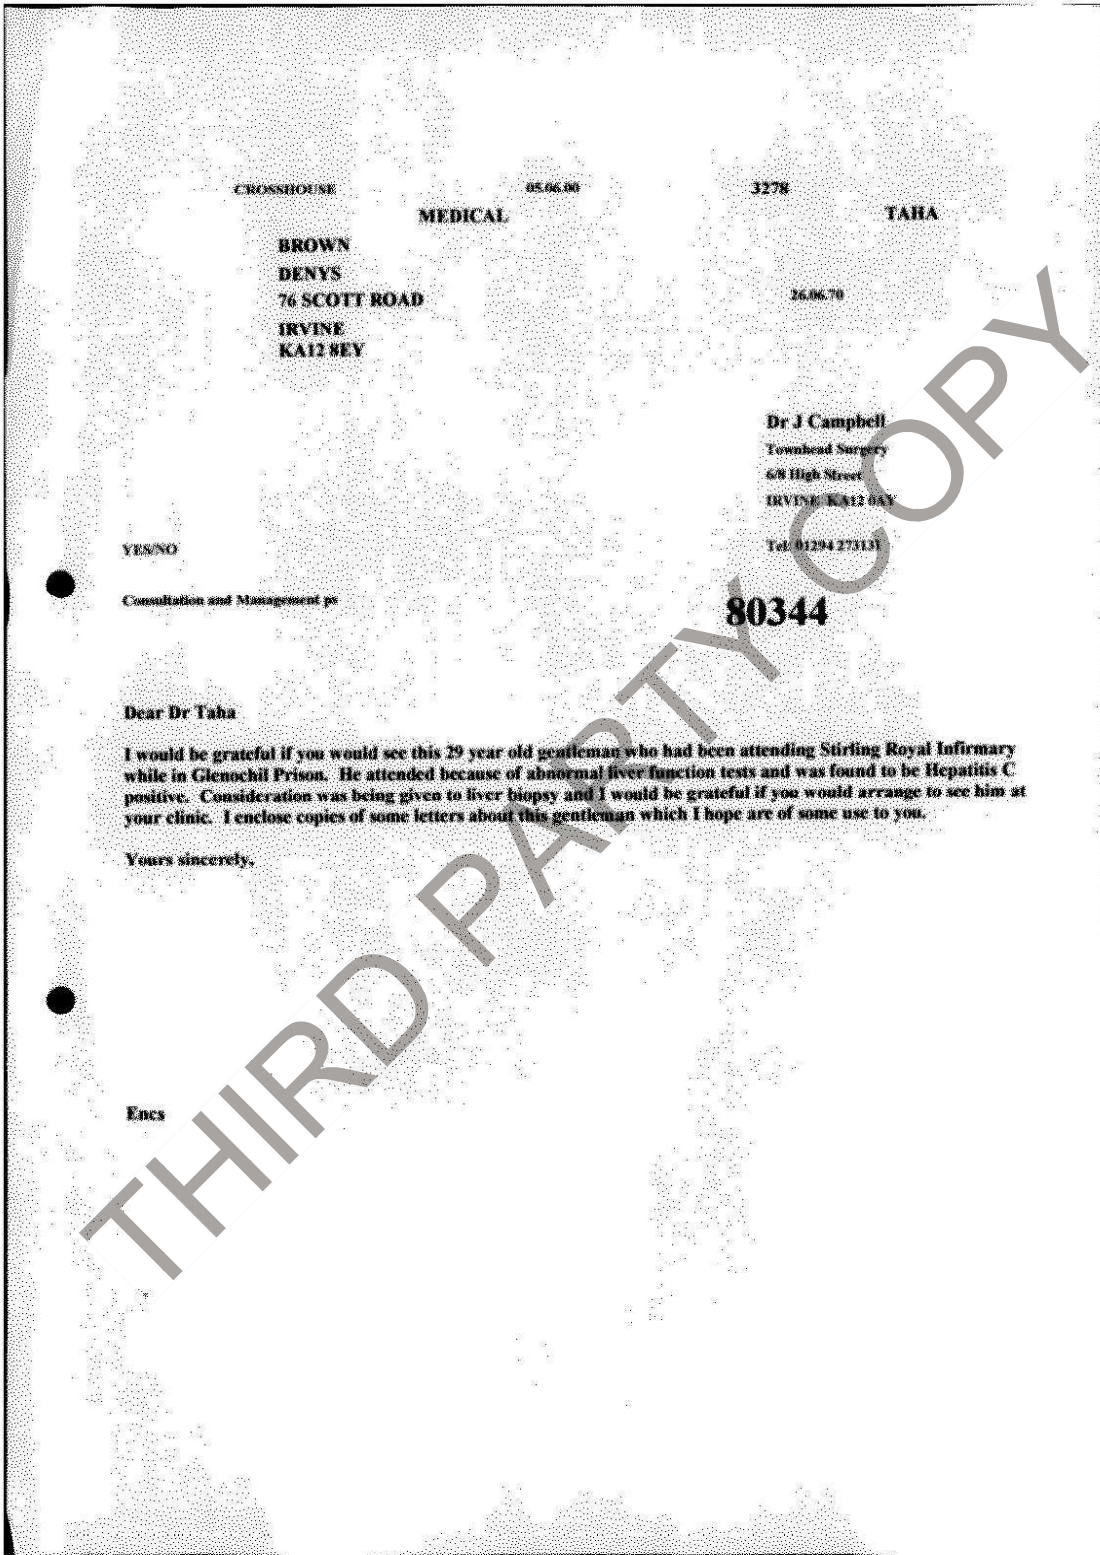 CROSSHOUSE 05.06.00 3278
MEDICAL TAHA
BROWN
DENYS
76 SCOTT ROAD 26.06.70
IRVINE
KA12 8EY
Dr J Campbell
Townhead Surgery
6/8 High Street
IRVINE KA12 0AY
YES/NO
Tel: 01294 273131
Consultation and Management ps
80344
Dear Dr Taha
I would be grateful if you would see this 29 year old gentleman who had been attending Stirling Royal Infirmary
while in Glenochil Prison. He attended because of abnormal liver function tests and was found to be Hepatitis C
positive. Consideration was being given to liver biopsy and I would be grateful if you would arrange to see him at
your clinic. I enclose copies of some letters about this gentleman which I hope are of some use to you.
Yours sincerely,
Encs
THIRD PARTY COPY